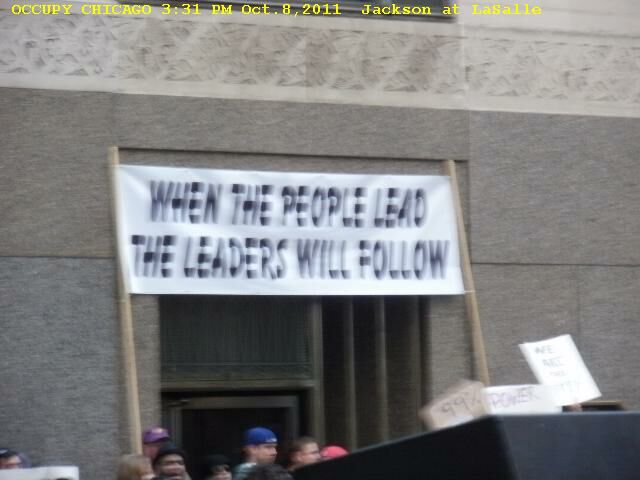 OCCUPY CHICAGO 3:31 PM Oct.8,2011 Jackson at LaSalle
WHEN THE PEOPLE LEAD
THE LEADERS WILL FOLLOW
WE
ARE
THE
99%
POWER